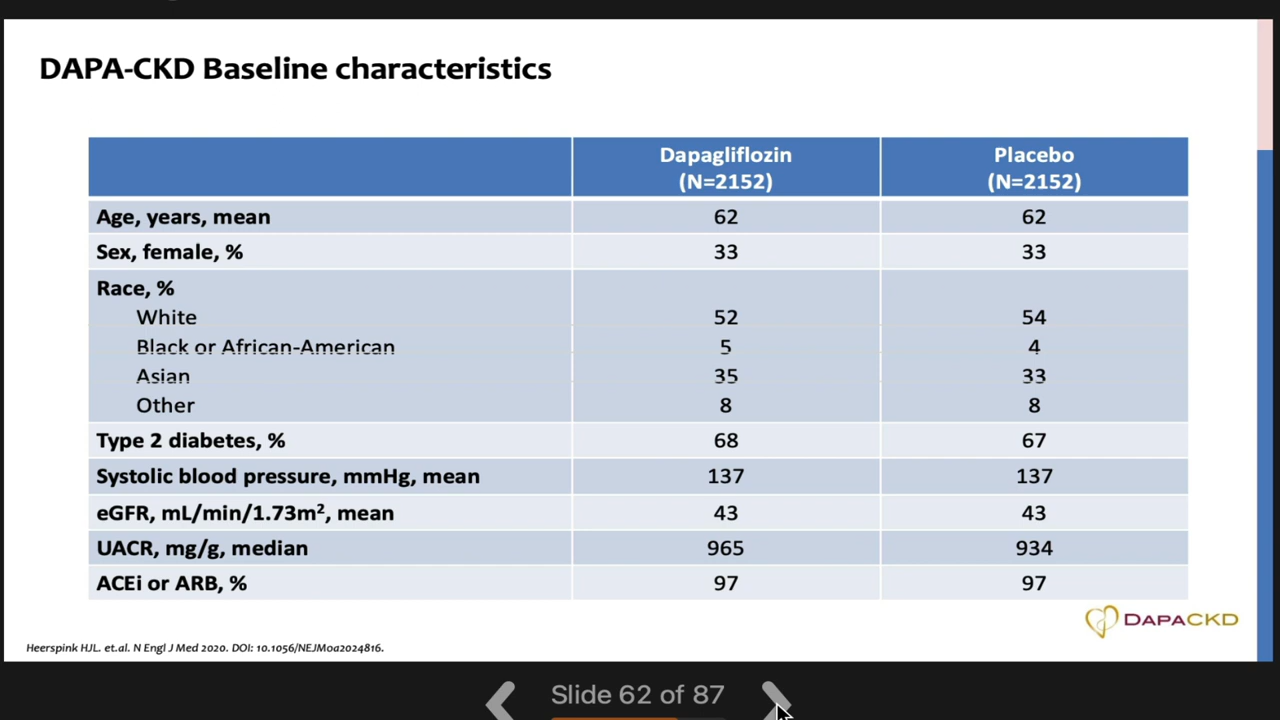 DAPA-CKD Baseline characteristics
Dapagliflozin Placebo
(N=2152) (N=2152)
Age, years, mean 62 62
Sex, female, % 33 33
Race, %
White 52 54
Black or African-American 5 4
Asian 35 33
Other 8 8
Type 2 diabetes, % 68 67
Systolic blood pressure, mmHg, mean 137 137
eGFR, mL/min/1.73m², mean 43 43
UACR, mg/g, median 965 934
ACEi or ARB, % 97 97
DAPACKD
Heerspink HJL. et.al. N Engl J Med 2020. DOI: 10.1056/NEJMoa2024816.
Slide 62 of 87